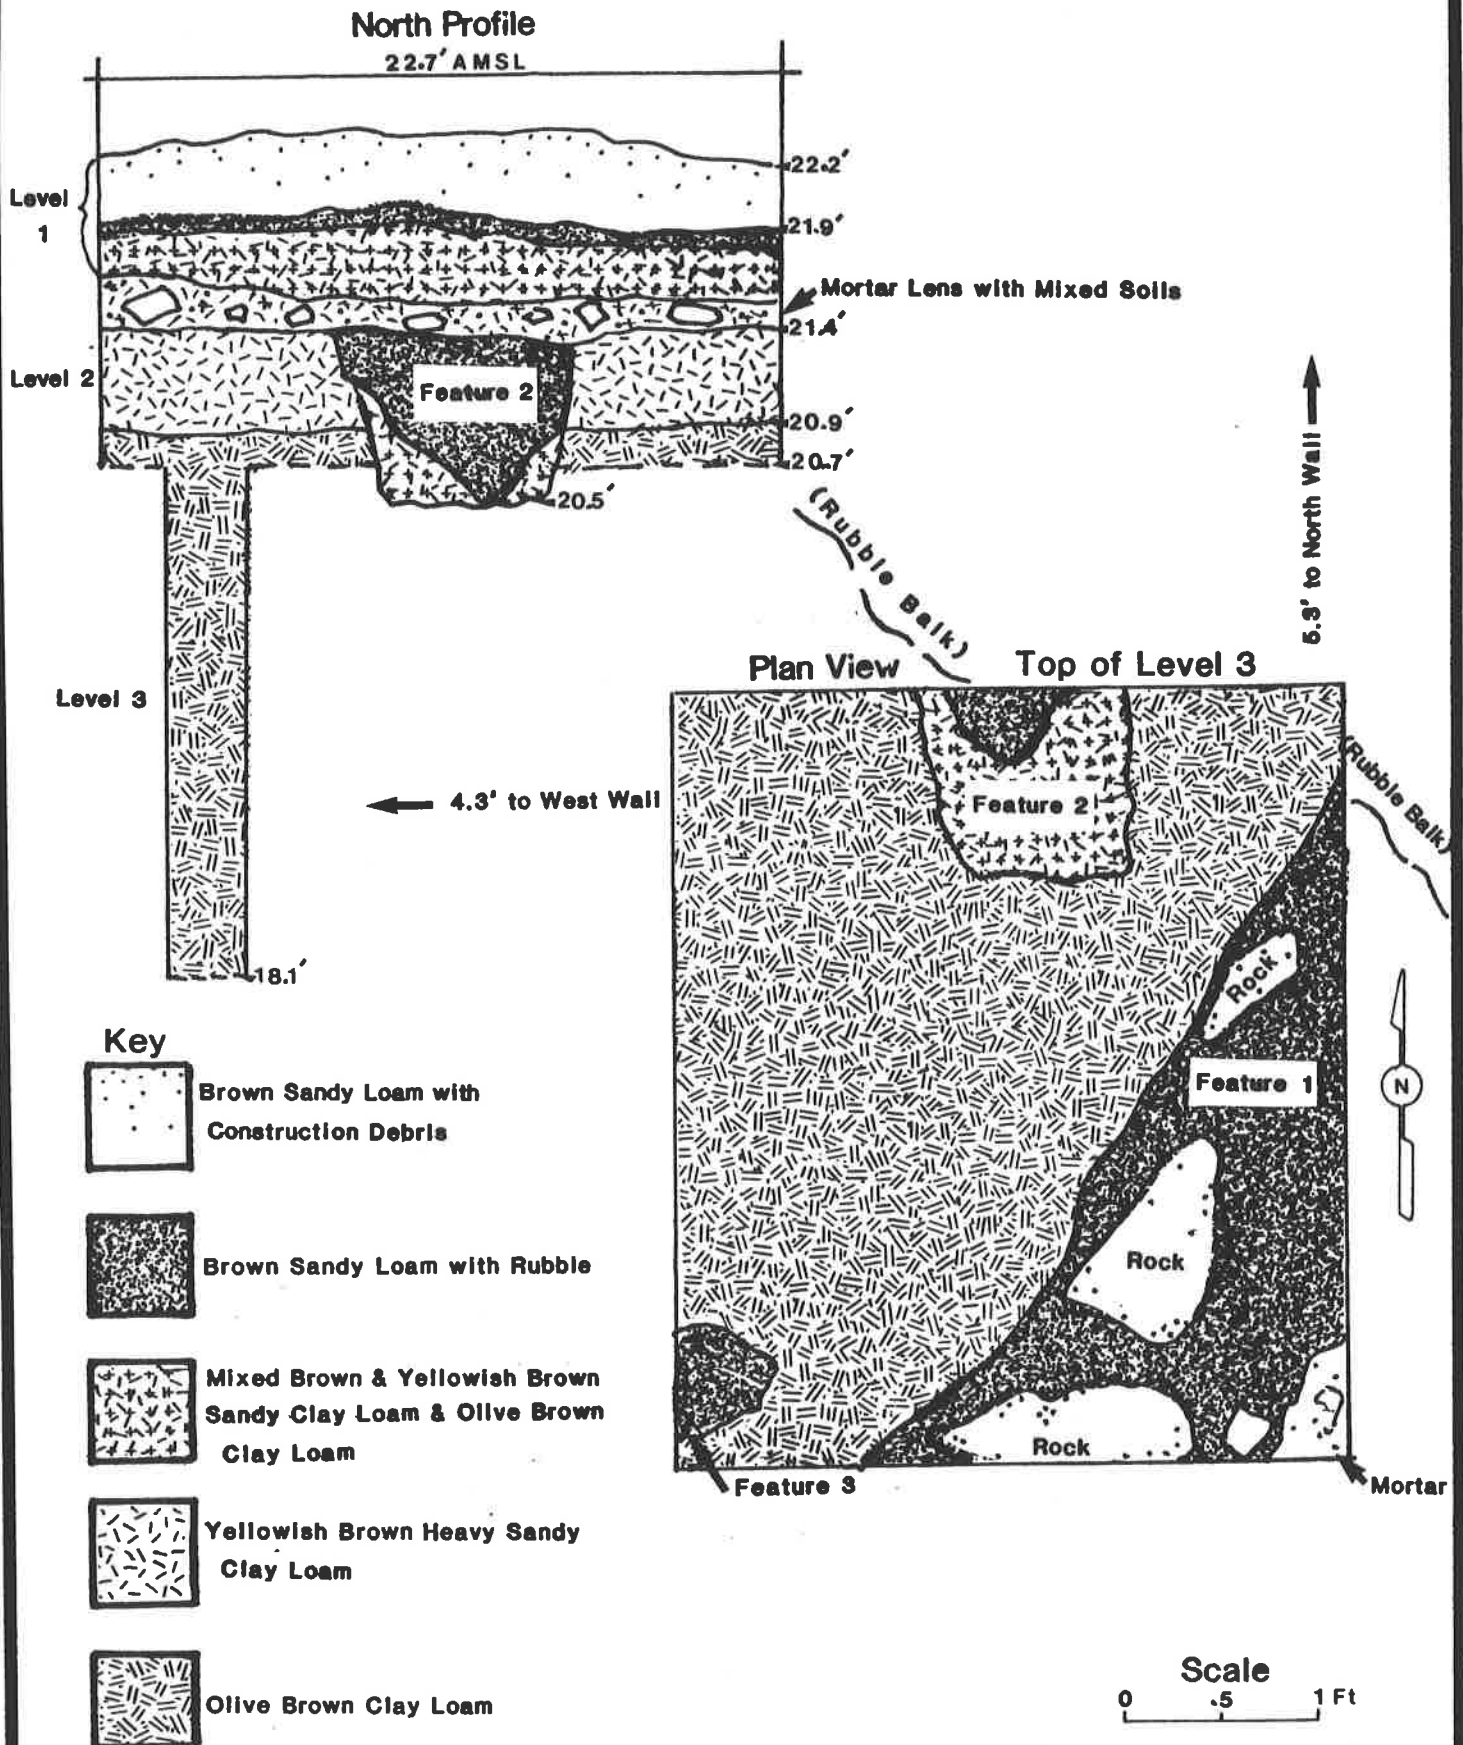 North Profile
22.7' AMSL
22.2'
Level
1
21.9'
Mortar Lens with Mixed Soils
21.4'
Level 2
Feature 2
20.9'
20.7'
20.5'
(Rubble Balk)
5.3' to North Wall
Plan View
Top of Level 3
Level 3
(Rubble Balk)
4.3' to West Wall
Feature 2
18.1'
Rock
Feature 1
N
Rock
Rock
Feature 3
Mortar
Key
Brown Sandy Loam with
Construction Debris
Brown Sandy Loam with Rubble
Mixed Brown & Yellowish Brown
Sandy Clay Loam & Olive Brown
Clay Loam
Yellowish Brown Heavy Sandy
Clay Loam
Olive Brown Clay Loam
Scale
0 .5 1 Ft